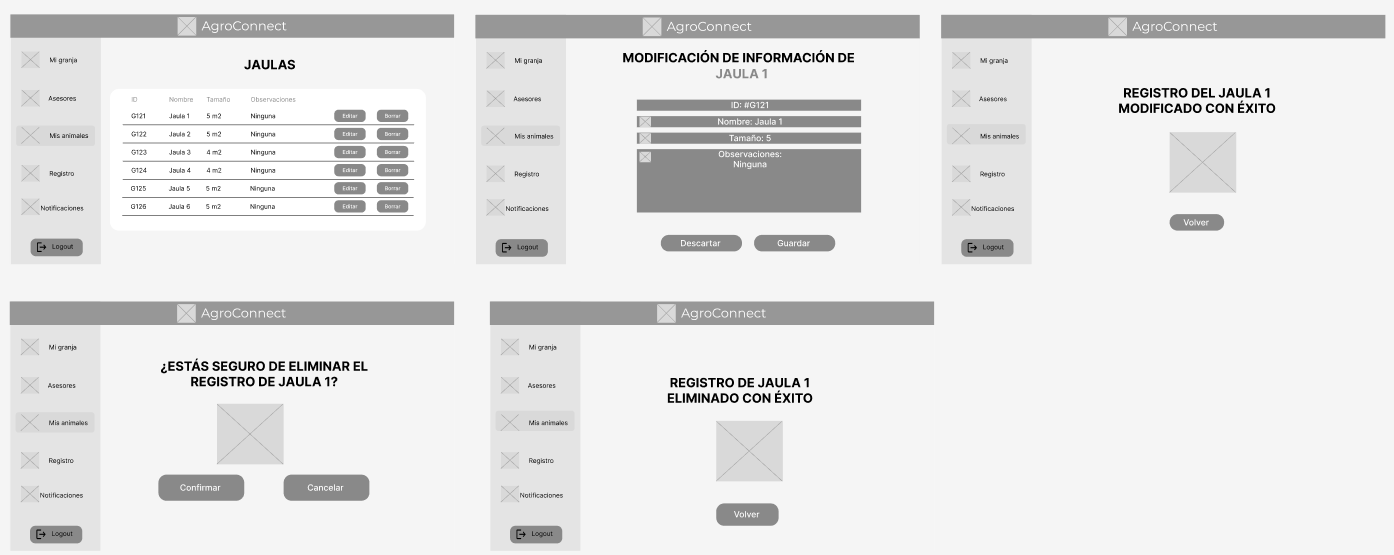 AgroConnect
Mi granja
Asesores
Mis animales
Registro
Notificaciones
Logout
JAULAS
ID Nombre Tamaño Observaciones
G121 Jaula 1 5 m2 Ninguna Editar Borrar
G122 Jaula 2 5 m2 Ninguna Editar Borrar
G123 Jaula 3 4 m2 Ninguna Editar Borrar
G124 Jaula 4 4 m2 Ninguna Editar Borrar
G125 Jaula 5 5 m2 Ninguna Editar Borrar
G126 Jaula 6 5 m2 Ninguna Editar Borrar
AgroConnect
Mi granja
Asesores
Mis animales
Registro
Notificaciones
Logout
MODIFICACIÓN DE INFORMACIÓN DE
JAULA 1
ID: #G121
Nombre: Jaula 1
Tamaño: 5
Observaciones:
Ninguna
Descartar Guardar
AgroConnect
Mi granja
Asesores
Mis animales
Registro
Notificaciones
Logout
REGISTRO DEL JAULA 1
MODIFICADO CON ÉXITO
Volver
AgroConnect
Mi granja
Asesores
Mis animales
Registro
Notificaciones
Logout
¿ESTÁS SEGURO DE ELIMINAR EL
REGISTRO DE JAULA 1?
Confirmar Cancelar
AgroConnect
Mi granja
Asesores
Mis animales
Registro
Notificaciones
Logout
REGISTRO DE JAULA 1
ELIMINADO CON ÉXITO
Volver